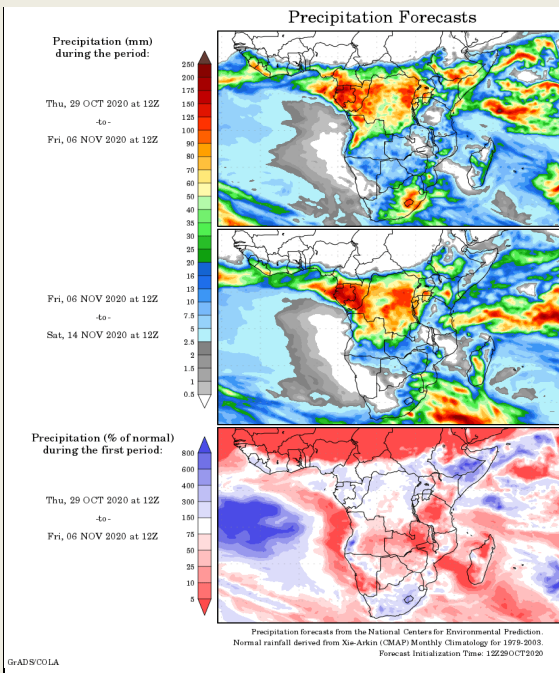 Precipitation Forecasts
Precipitation (mm)
during the period:
Thu, 29 OCT 2020 at 12Z
-to-
Fri, 06 NOV 2020 at 12Z
250
200
175
150
125
100
90
80
70
60
50
40
35
30
25
20
16
13
10
7.5
5
2.5
2
1.5
1
0.5
Fri, 06 NOV 2020 at 12Z
-to-
Sat, 14 NOV 2020 at 12Z
Precipitation (% of normal)
during the first period:
Thu, 29 OCT 2020 at 12Z
-to-
Fri, 06 NOV 2020 at 12Z
800
600
400
300
150
75
50
25
10
5
Precipitation forecasts from the National Centers for Environmental Prediction.
Normal rainfall derived from Xie-Arkin (CMAP) Monthly Climatology for 1979-2003.
Forecast Initialization Time: 12Z29OCT2020
GrADS/COLA